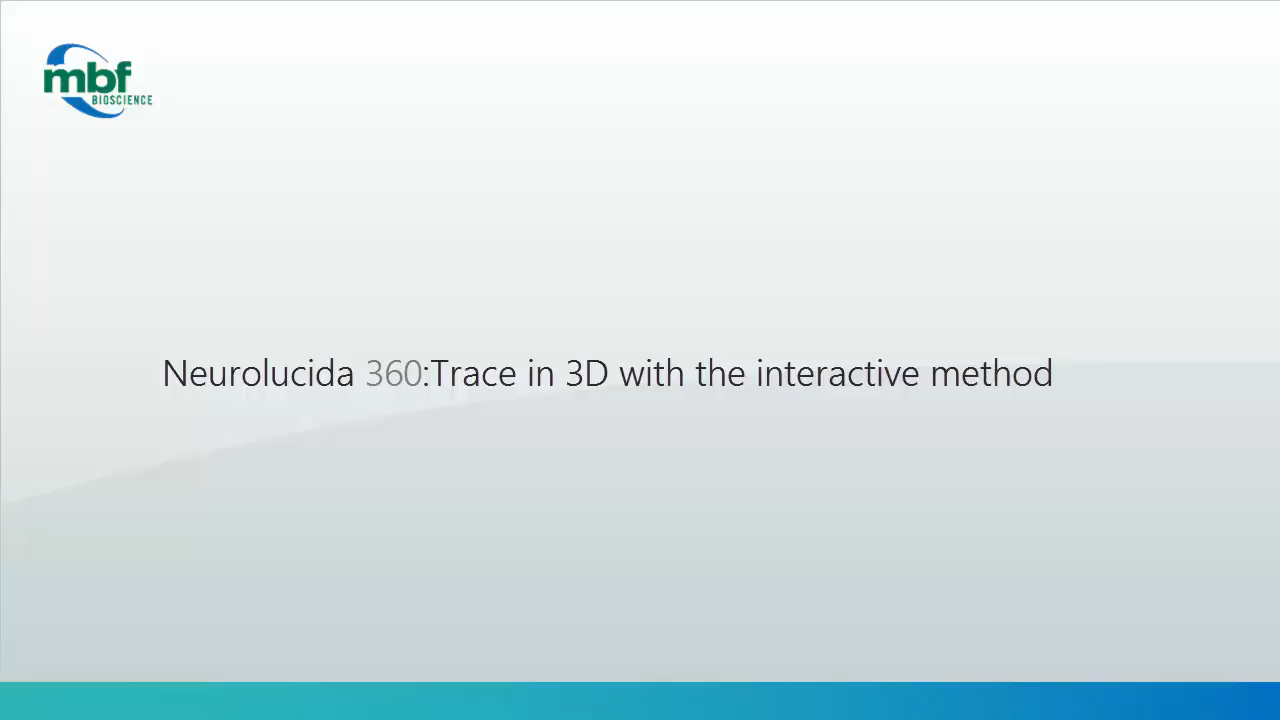 mbf
BIOSCIENCE
Neurolucida 360:Trace in 3D with the interactive method